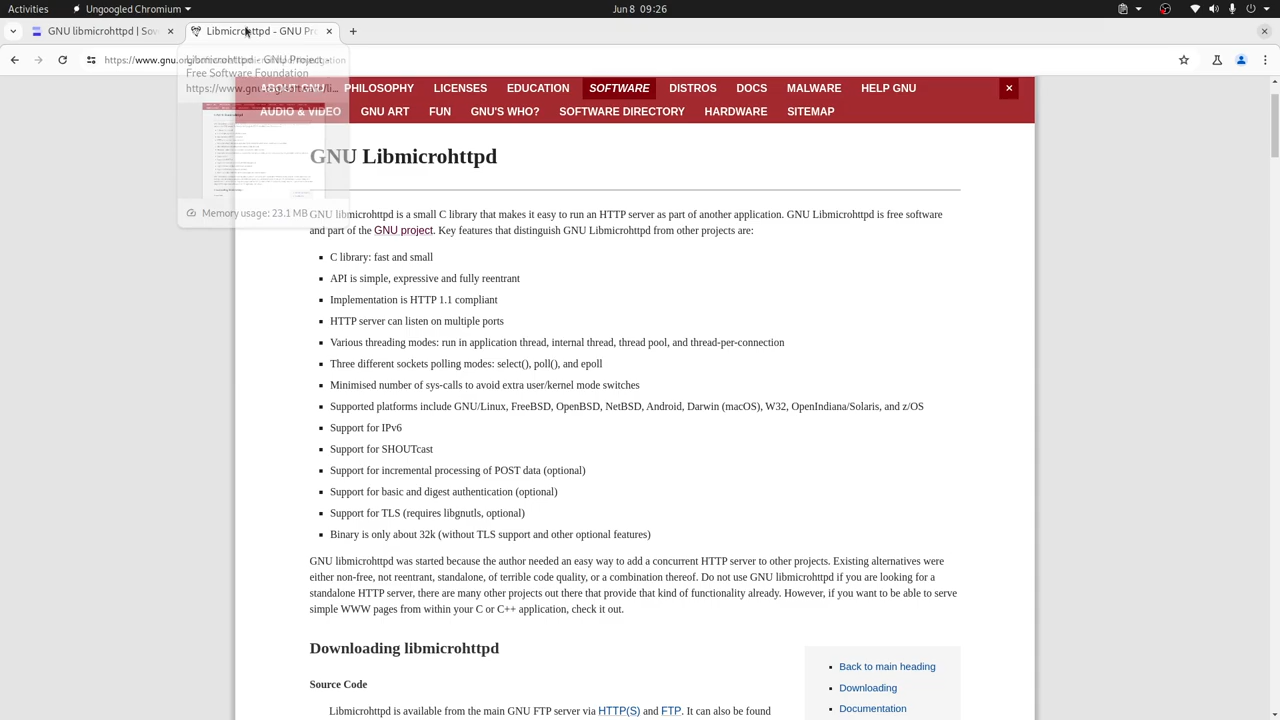 Activities
Ungoogled-chromium
Jun 8 09:26
GNU libmicrohttpd | Sov
Libmicrohttpd - GNU Pr
https://www.gnu.org
Libmicrohttpd - GNU Project -
Free Software Foundation
https://www.gnu.org/software/li...
ABOUT GNU PHILOSOPHY LICENSES EDUCATION SOFTWARE DISTROS DOCS MALWARE HELP GNU ×
AUDIO & VIDEO GNU ART FUN GNU'S WHO? SOFTWARE DIRECTORY HARDWARE SITEMAP
GNU Libmicrohttpd
Memory usage: 23.1 MB
GNU libmicrohttpd is a small C library that makes it easy to run an HTTP server as part of another application. GNU Libmicrohttpd is free software
and part of the GNU project. Key features that distinguish GNU Libmicrohttpd from other projects are:
C library: fast and small
API is simple, expressive and fully reentrant
Implementation is HTTP 1.1 compliant
HTTP server can listen on multiple ports
Various threading modes: run in application thread, internal thread, thread pool, and thread-per-connection
Three different sockets polling modes: select(), poll(), and epoll
Minimised number of sys-calls to avoid extra user/kernel mode switches
Supported platforms include GNU/Linux, FreeBSD, OpenBSD, NetBSD, Android, Darwin (macOS), W32, OpenIndiana/Solaris, and z/OS
Support for IPv6
Support for SHOUTcast
Support for incremental processing of POST data (optional)
Support for basic and digest authentication (optional)
Support for TLS (requires libgnutls, optional)
Binary is only about 32k (without TLS support and other optional features)
GNU libmicrohttpd was started because the author needed an easy way to add a concurrent HTTP server to other projects. Existing alternatives were
either non-free, not reentrant, standalone, of terrible code quality, or a combination thereof. Do not use GNU libmicrohttpd if you are looking for a
standalone HTTP server, there are many other projects out there that provide that kind of functionality already. However, if you want to be able to serve
simple WWW pages from within your C or C++ application, check it out.
Downloading libmicrohttpd
Source Code
Libmicrohttpd is available from the main GNU FTP server via HTTP(S) and FTP. It can also be found
Back to main heading
Downloading
Documentation